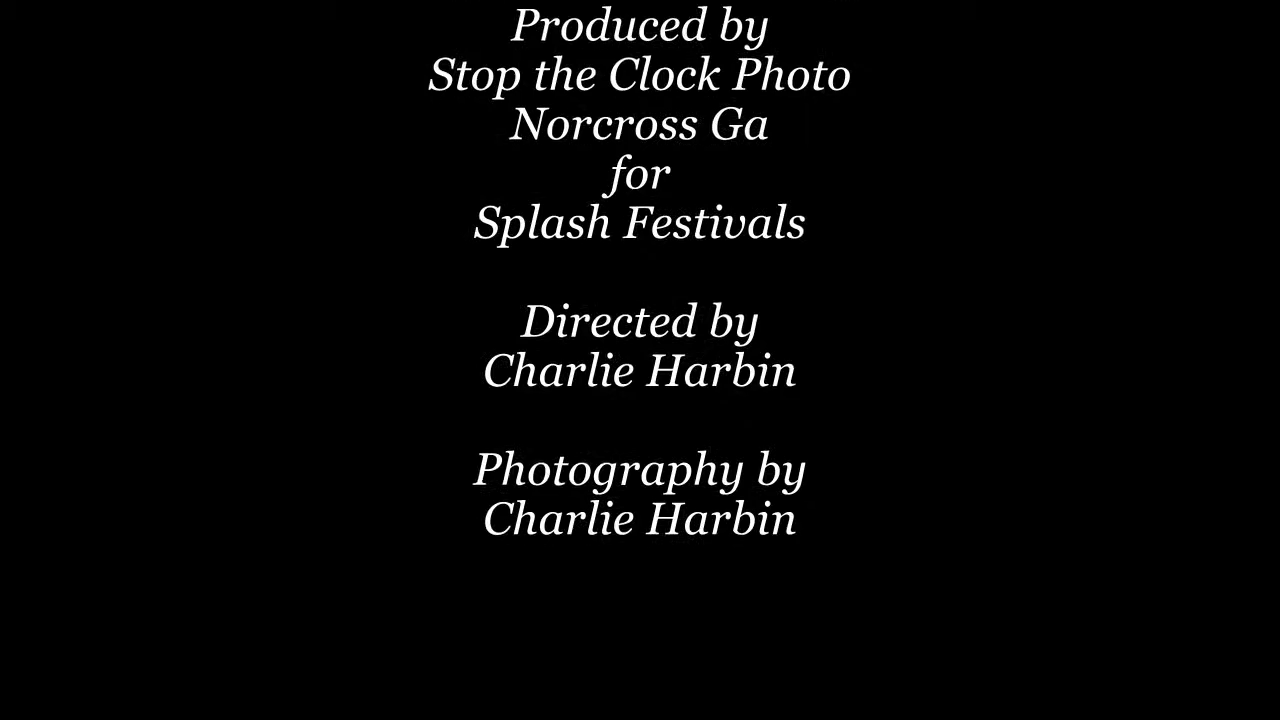 Produced by
Stop the Clock Photo
Norcross Ga
for
Splash Festivals
Directed by
Charlie Harbin
Photography by
Charlie Harbin